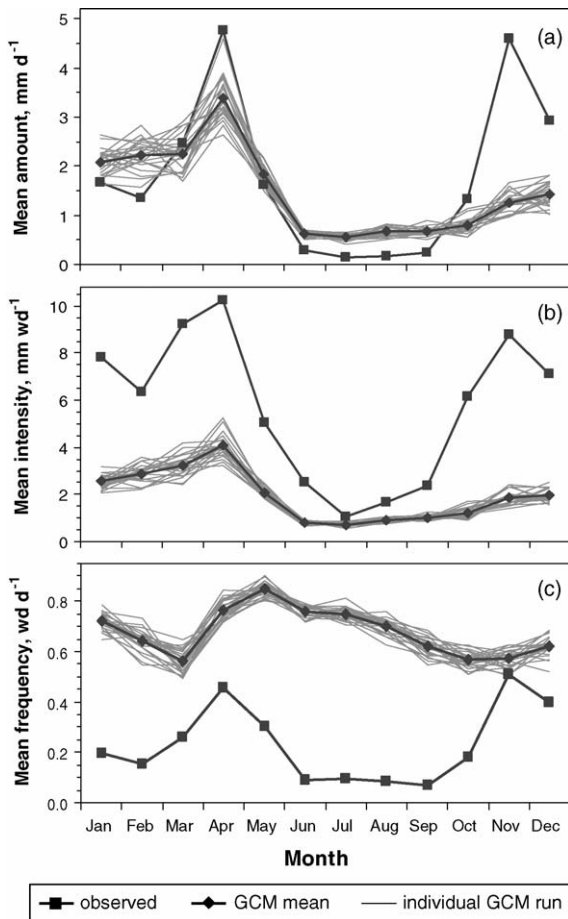 (a)
Mean amount, mm d⁻¹
5
4
3
2
1
0
(b)
Mean intensity, mm wd⁻¹
10
8
6
4
2
0
(c)
Mean frequency, wd d⁻¹
0.8
0.6
0.4
0.2
0.0
Jan Feb Mar Apr May Jun Jul Aug Sep Oct Nov Dec
Month
observed GCM mean individual GCM run